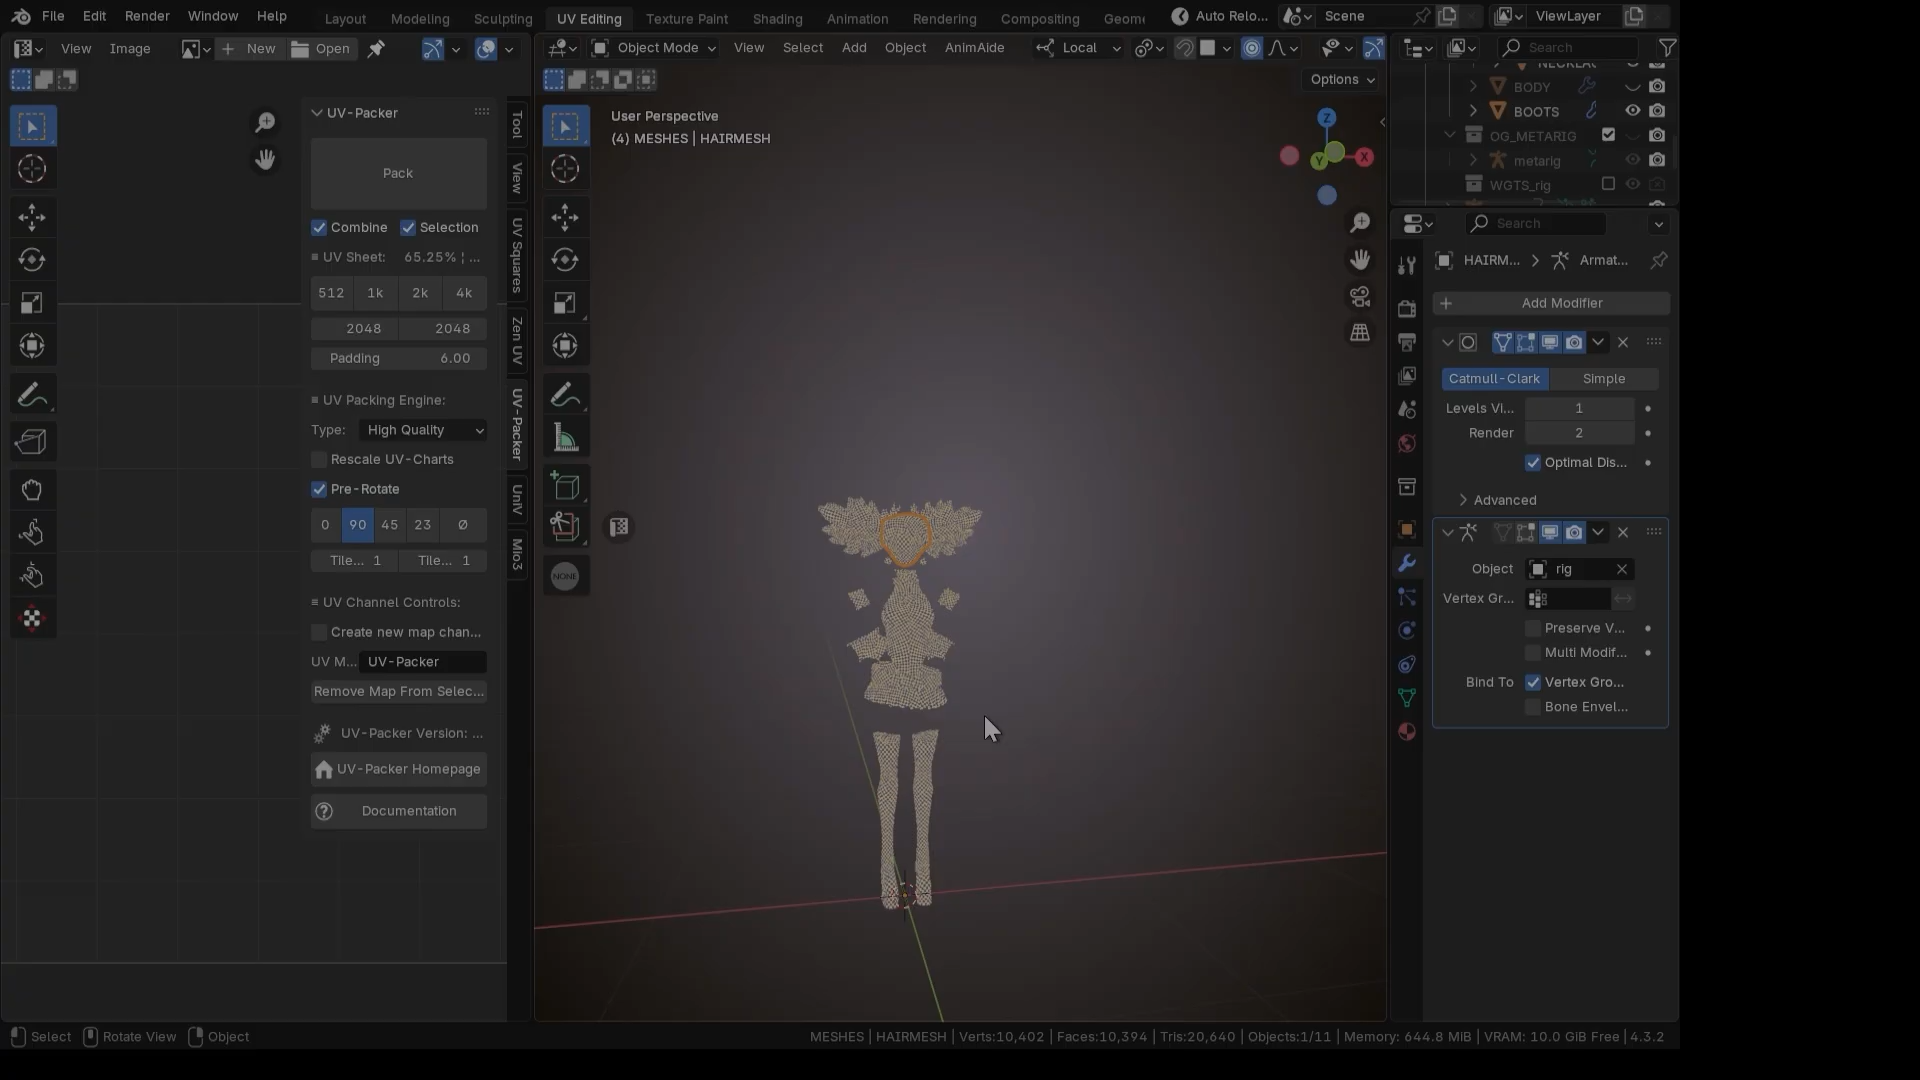 File Edit Render Window Help
Layout Modeling Sculpting UV Editing Texture Paint Shading Animation Rendering Compositing Geome
Auto Relo... Scene ViewLayer
View Image New Open
Object Mode View Select Add Object AnimAide Local
Search
Options
UV-Packer
Pack
Combine Selection
UV Sheet: 65.25% ¦ ...
512 1k 2k 4k
2048 2048
Padding 6.00
UV Packing Engine:
Type: High Quality
Rescale UV-Charts
Pre-Rotate
0 90 45 23 Ø
Tile... 1 Tile... 1
UV Channel Controls:
Create new map chan...
UV M... UV-Packer
Remove Map From Selec...
UV-Packer Version: ...
UV-Packer Homepage
Documentation
Tool
View
UV Squares
Zen UV
UV-Packer
UniV
Mio3
User Perspective
(4) MESHES | HAIRMESH
Z
Y
X
NONE
BODY
BOOTS
OG_METARIG
metarig
WGTS_rig
Search
HAIRM... Armat...
Add Modifier
Catmull-Clark Simple
Levels Vi... 1
Render 2
Optimal Dis...
Advanced
Object rig
Vertex Gr...
Preserve V...
Multi Modif...
Bind To Vertex Gro...
Bone Envel...
Select Rotate View Object
MESHES | HAIRMESH | Verts:10,402 | Faces:10,394 | Tris:20,640 | Objects:1/11 | Memory: 644.8 MiB | VRAM: 10.0 GiB Free | 4.3.2